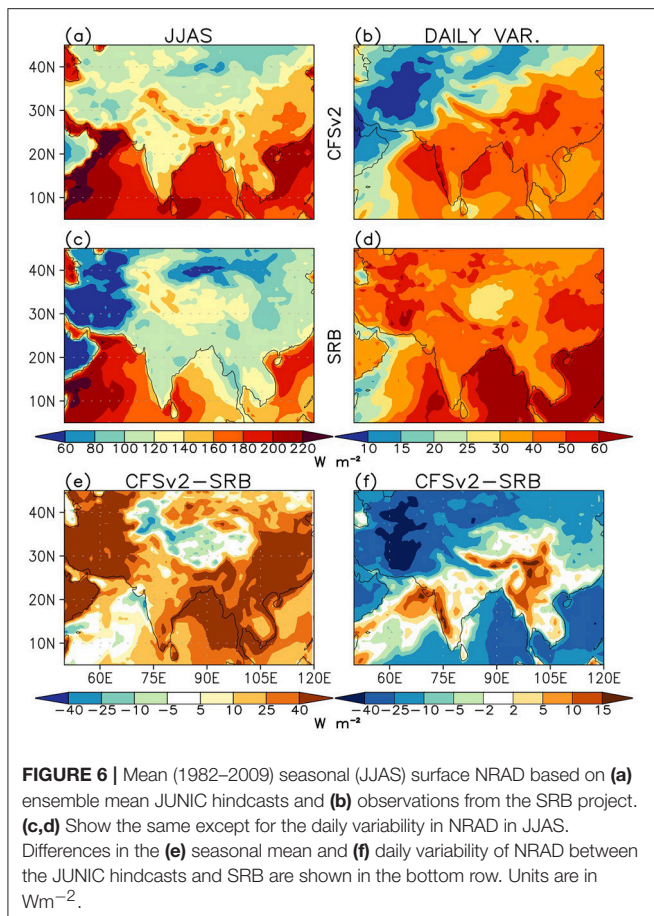 (a) JJAS
(b) DAILY VAR.
40N
30N
20N
10N
CFSv2
(c)
(d)
40N
30N
20N
10N
SRB
60 80 100 120 140 160 180 200 220
10 15 20 25 30 40 50 60
W m⁻²
(e) CFSv2−SRB
(f) CFSv2−SRB
40N
30N
20N
10N
60E 75E 90E 105E 120E
60E 75E 90E 105E 120E
−40 −25 −10 −5 5 10 25 40
−40 −25 −10 −5 −2 2 5 10 15
W m⁻²
FIGURE 6 | Mean (1982–2009) seasonal (JJAS) surface NRAD based on (a)
ensemble mean JUNIC hindcasts and (b) observations from the SRB project.
(c,d) Show the same except for the daily variability in NRAD in JJAS.
Differences in the (e) seasonal mean and (f) daily variability of NRAD between
the JUNIC hindcasts and SRB are shown in the bottom row. Units are in
Wm⁻².